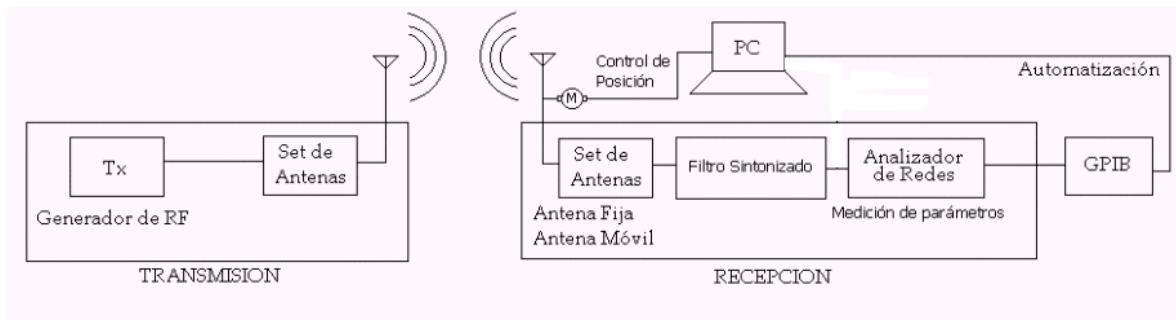 Tx
Generador de RF
Set de
Antenas
TRANSMISION
Control de
Posición
M
PC
Automatización
Set de
Antenas
Antena Fija
Antena Móvil
Filtro Sintonizado
Analizador
de Redes
Medición de parámetros
GPIB
RECEPCION